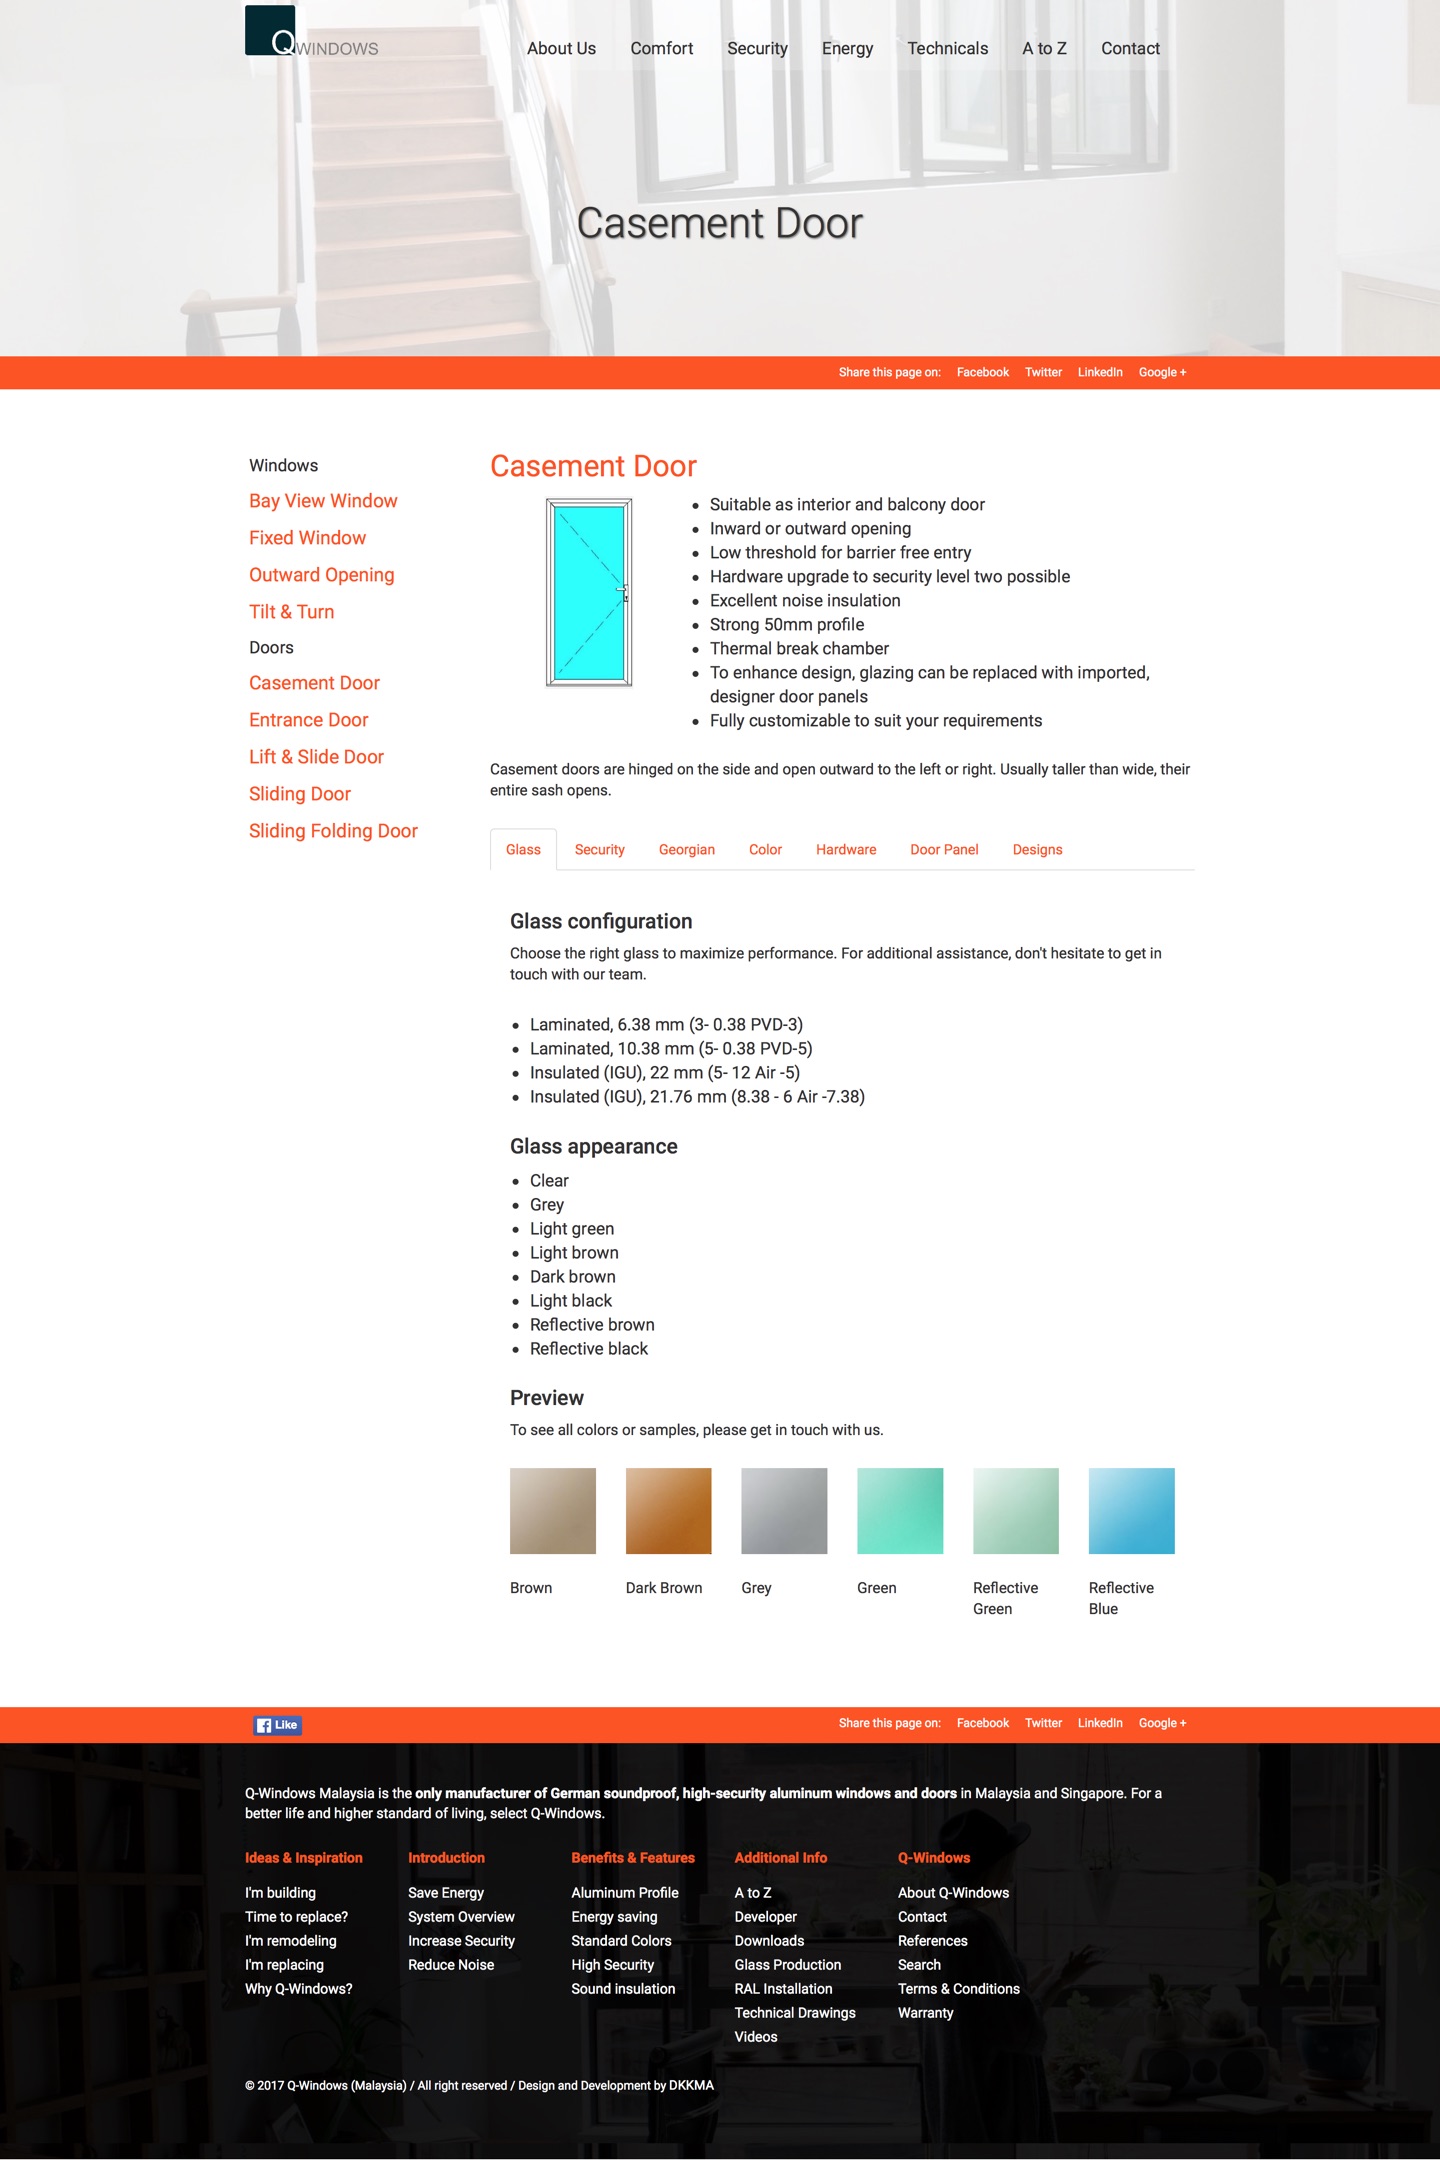 QWINDOWS
About Us Comfort Security Energy Technicals A to Z Contact
Casement Door
Share this page on: Facebook Twitter LinkedIn Google +
Windows
Bay View Window
Fixed Window
Outward Opening
Tilt & Turn
Doors
Casement Door
Entrance Door
Lift & Slide Door
Sliding Door
Sliding Folding Door
Casement Door
Suitable as interior and balcony door
Inward or outward opening
Low threshold for barrier free entry
Hardware upgrade to security level two possible
Excellent noise insulation
Strong 50mm profile
Thermal break chamber
To enhance design, glazing can be replaced with imported,
designer door panels
Fully customizable to suit your requirements
Casement doors are hinged on the side and open outward to the left or right. Usually taller than wide, their
entire sash opens.
Glass Security Georgian Color Hardware Door Panel Designs
Glass configuration
Choose the right glass to maximize performance. For additional assistance, don't hesitate to get in
touch with our team.
Laminated, 6.38 mm (3- 0.38 PVD-3)
Laminated, 10.38 mm (5- 0.38 PVD-5)
Insulated (IGU), 22 mm (5- 12 Air -5)
Insulated (IGU), 21.76 mm (8.38 - 6 Air -7.38)
Glass appearance
Clear
Grey
Light green
Light brown
Dark brown
Light black
Reflective brown
Reflective black
Preview
To see all colors or samples, please get in touch with us.
Brown Dark Brown Grey Green Reflective Green Reflective Blue
Like
Share this page on: Facebook Twitter LinkedIn Google +
Q-Windows Malaysia is the only manufacturer of German soundproof, high-security aluminum windows and doors in Malaysia and Singapore. For a
better life and higher standard of living, select Q-Windows.
Ideas & Inspiration
I'm building
Time to replace?
I'm remodeling
I'm replacing
Why Q-Windows?
Introduction
Save Energy
System Overview
Increase Security
Reduce Noise
Benefits & Features
Aluminum Profile
Energy saving
Standard Colors
High Security
Sound insulation
Additional Info
A to Z
Developer
Downloads
Glass Production
RAL Installation
Technical Drawings
Videos
Q-Windows
About Q-Windows
Contact
References
Search
Terms & Conditions
Warranty
© 2017 Q-Windows (Malaysia) / All right reserved / Design and Development by DKKMA